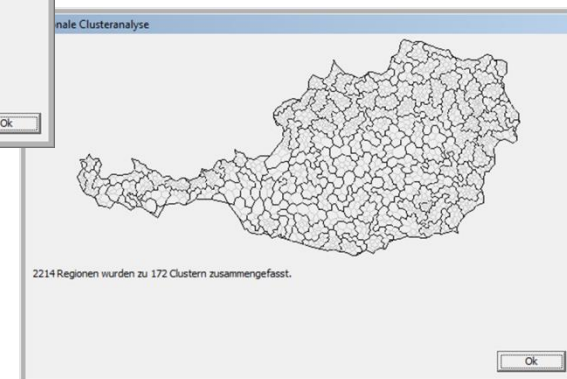 nale Clusteranalyse
Ok
2214 Regionen wurden zu 172 Clustern zusammengefasst.
Ok